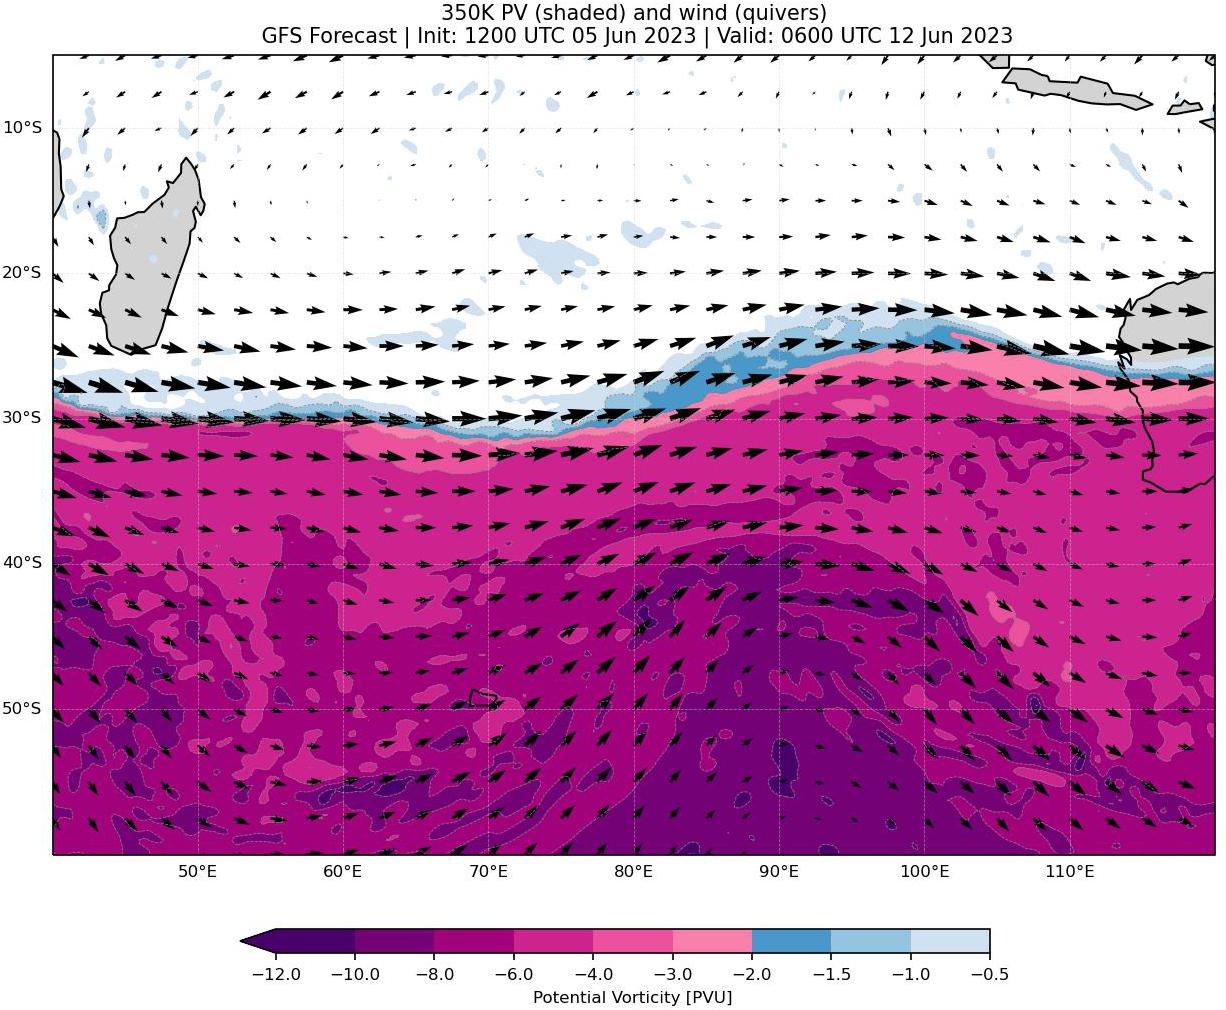 350K PV (shaded) and wind (quivers)
GFS Forecast | Init: 1200 UTC 05 Jun 2023 | Valid: 0600 UTC 12 Jun 2023
10°S
20°S
30°S
40°S
50°S
50°E 60°E 70°E 80°E 90°E 100°E 110°E
−12.0 −10.0 −8.0 −6.0 −4.0 −3.0 −2.0 −1.5 −1.0 −0.5
Potential Vorticity [PVU]